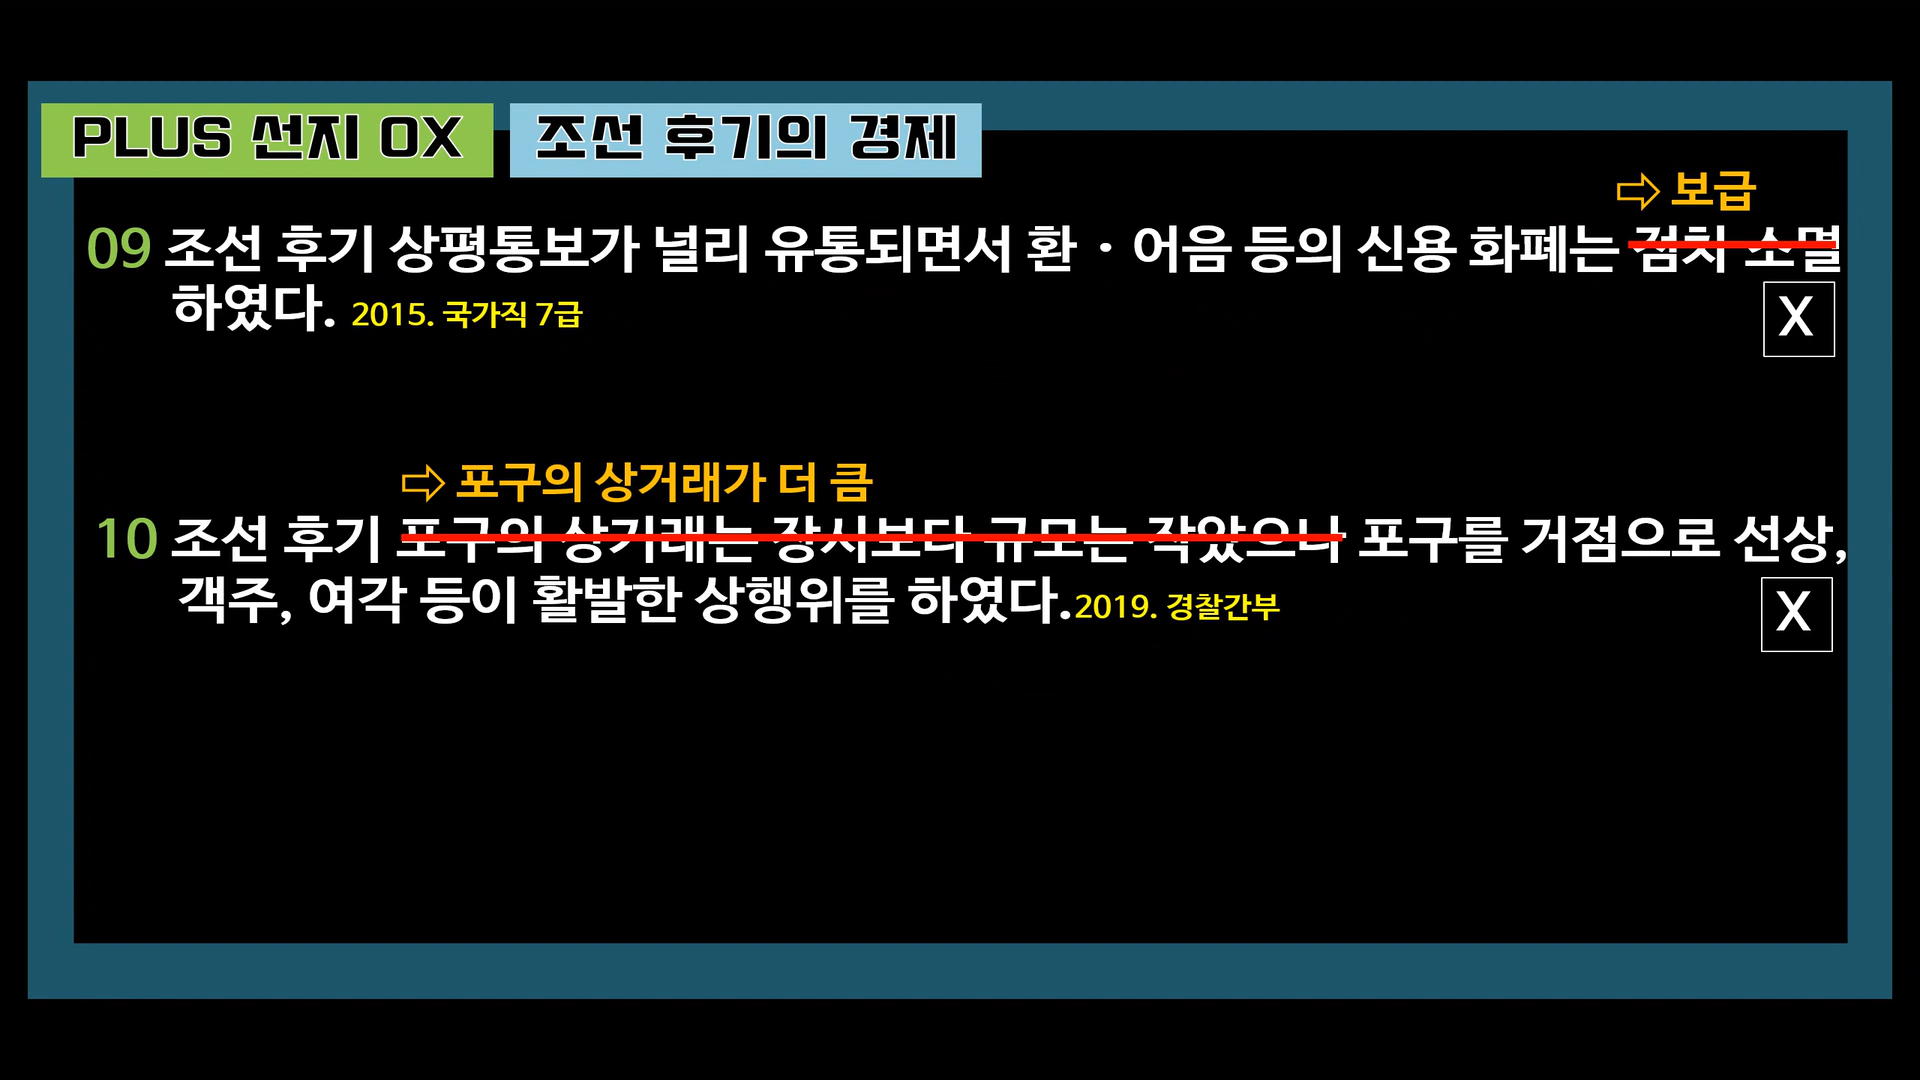 PLUS 선지 OX 조선 후기의 경제
⇨ 보급
09 조선 후기 상평통보가 널리 유통되면서 환·어음 등의 신용 화폐는 점차 소멸
하였다. 2015. 국가직 7급
X
⇨ 포구의 상거래가 더 큼
10 조선 후기 포구의 상거래는 장시보다 규모는 작았으나 포구를 거점으로 선상,
객주, 여각 등이 활발한 상행위를 하였다.2019. 경찰간부
X